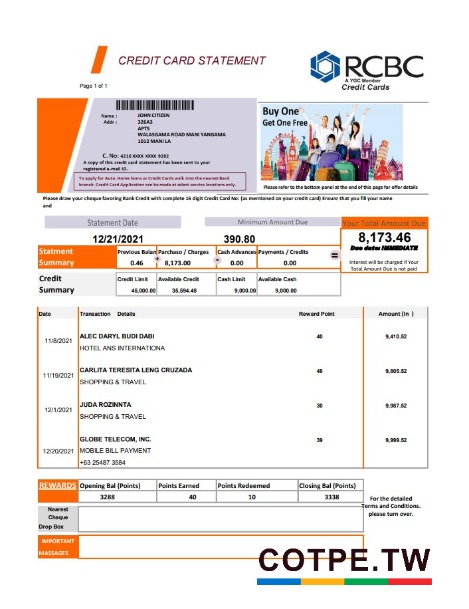 CREDIT CARD STATEMENT
RCBC
A YGC Member
Credit Cards
Page 1 of 1
Name :
JOHN CITIZEN
Addr :
326A3
APTS
WALASGAMA ROAD MANI YANGAMA
1012 MANI LA
C. No: 4216 XXXX XXXX 9282
A copy of this credit card statement has been sent to your
registered e-mail ID.
To apply for Auto. Home loans or Credit Cards walk into the nearest Bank
branch. Credit Card Application can be made at select service locations only.
Buy One
Get One Free
Please refer to the bottom panel at the end of this page for offer details
Please draw your cheque favoring Rank Credit with complete 16 digit Credit Card No: (as mentioned on your credit card) Ensure that you fill your name
and
Statement Date
Minimum Amount Due
Your Total Amount Due
12/21/2021
390.80
8,173.46
Due date: IMMEDIATE
Interest will be charged if Your
Total Amount Due is not paid
Statment
Summary
Previous Balan
Parchaso / Charges
Cash Advances
Payments / Credits
0.46
+
8,173.00
-
0.00
0.00
=
Credit
Summary
Credit Limit
Available Credit
Cash Limit
Available Cash
45,000.00
36,594.48
9,000.00
9,000.00
Date
Transaction Details
Reward Point
Amount (In )
11/8/2021
ALEC DARYL BUDI DABI
40
9,410.52
HOTEL ANS INTERNATIONA
11/19/2021
CARLITA TERESITA LENG CRUZADA
48
9,805.52
SHOPPING & TRAVEL
12/1/2021
JUDA ROZINNTA
30
9,987.52
SHOPPING & TRAVEL
12/20/2021
GLOBE TELECOM, INC.
39
9,999.52
MOBILE BILL PAYMENT
+63 25487 3584
REWARDS
Opening Bal (Points)
Points Earned
Points Redeemed
Closing Bal (Points)
3288
40
10
3338
For the detailed
Terms and Conditions.
please turn over.
Nearest
Cheque
Drop Box
IMPORTANT
MASSAGES
COTPE.TW